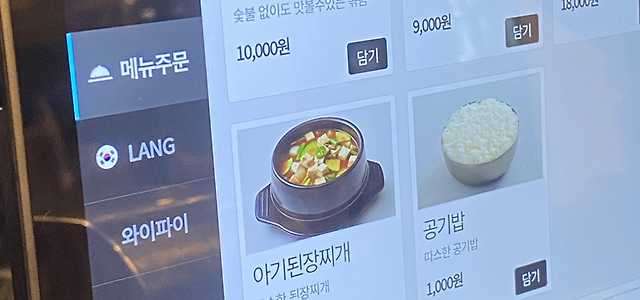 메뉴주문
LANG
와이파이
숯불 없이도 맛볼수있는 볶음
10,000원
담기
9,000원
담기
18,000원
아기된장찌개
따스한 된장찌개
공기밥
따스한 공기밥
1,000원
담기